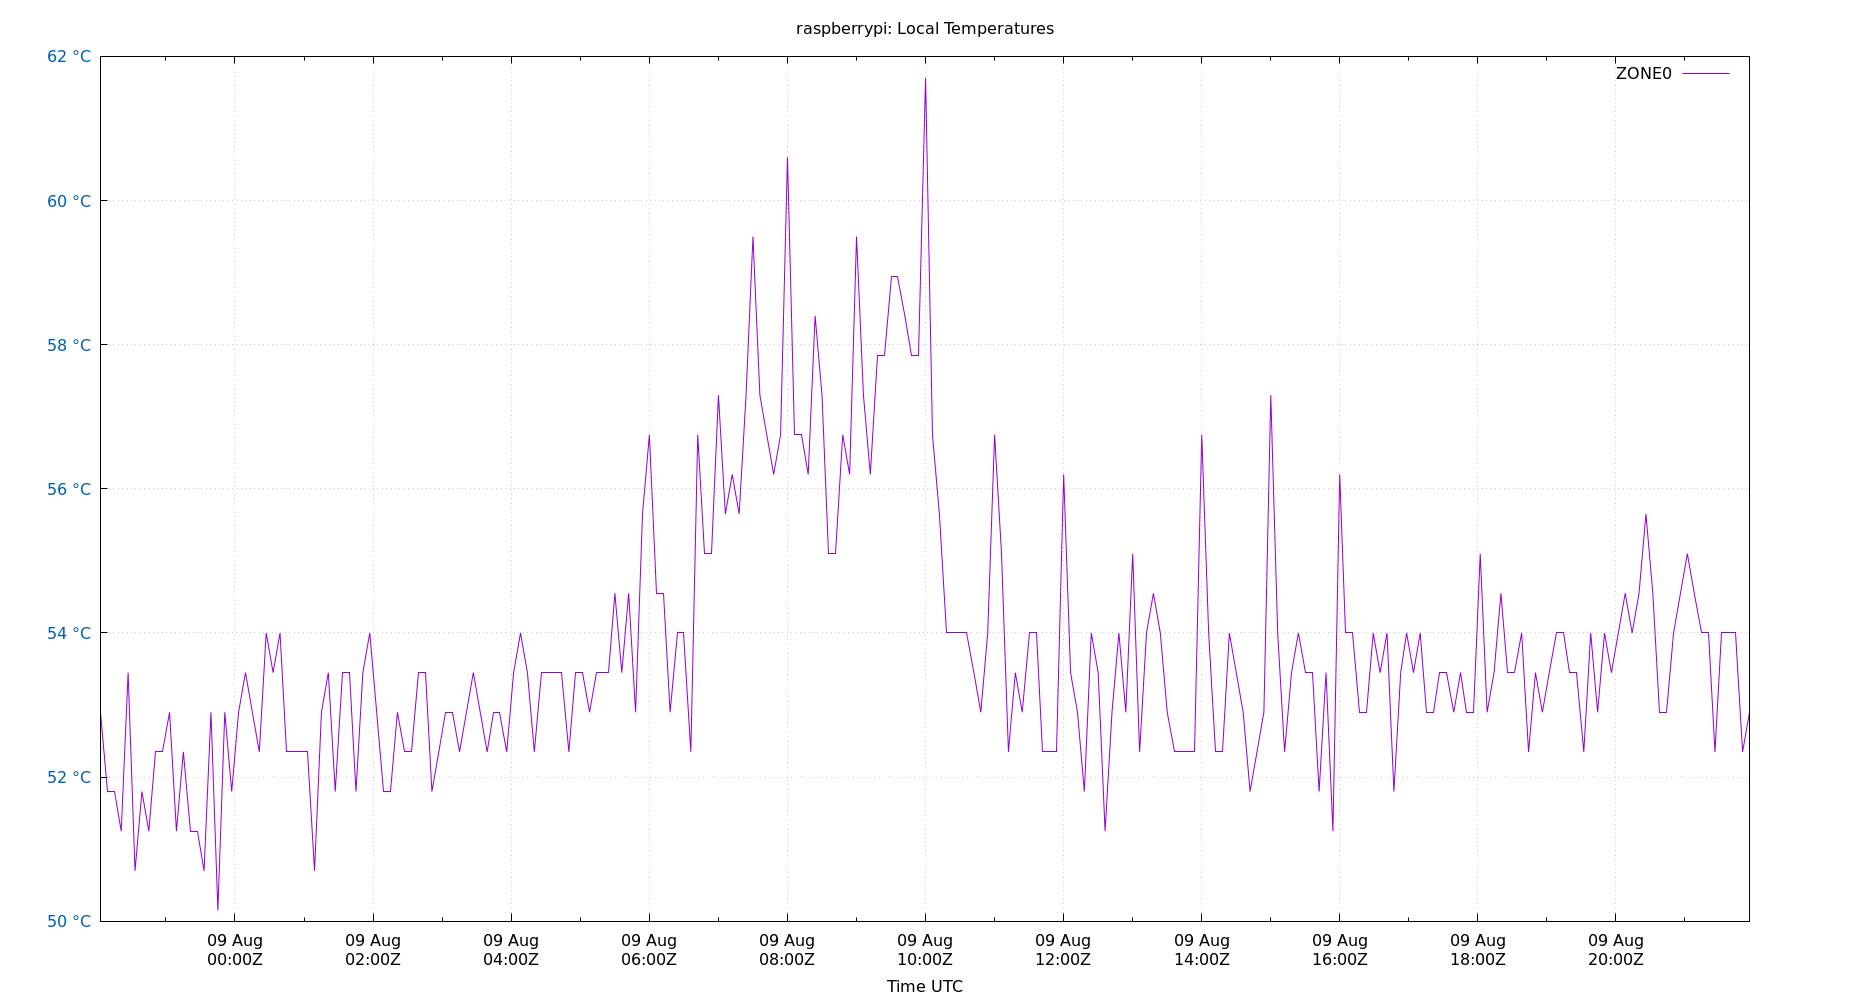 raspberrypi: Local Temperatures
62 °C
ZONE0
60 °C
58 °C
56 °C
54 °C
52 °C
50 °C
09 Aug 09 Aug 09 Aug 09 Aug 09 Aug 09 Aug 09 Aug 09 Aug 09 Aug 09 Aug 09 Aug
00:00Z 02:00Z 04:00Z 06:00Z 08:00Z 10:00Z 12:00Z 14:00Z 16:00Z 18:00Z 20:00Z
Time UTC